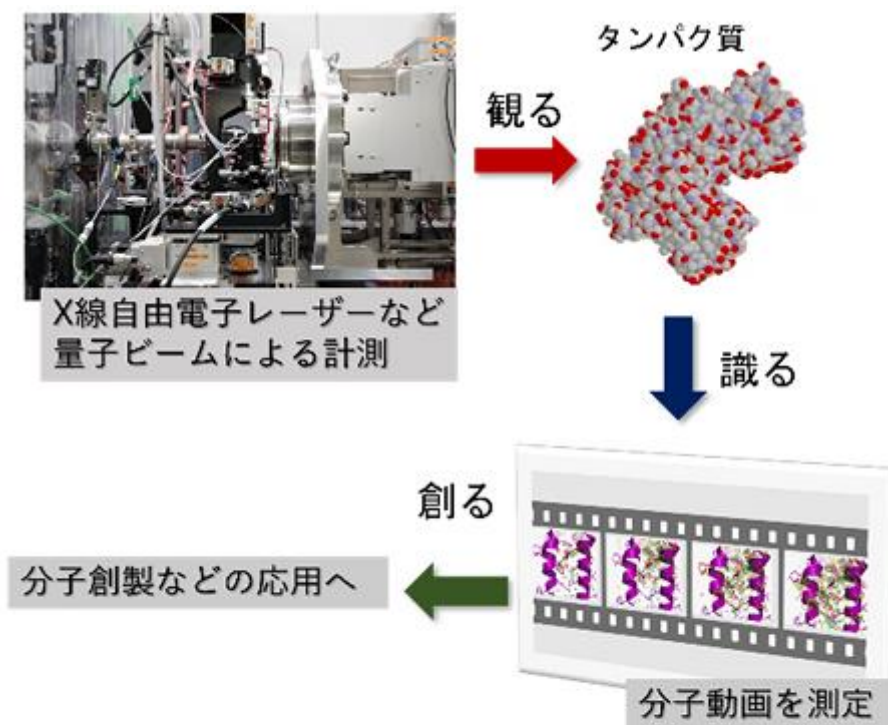 タンパク質
観る
X線自由電子レーザーなど
量子ビームによる計測
識る
創る
分子創製などの応用へ
分子動画を測定